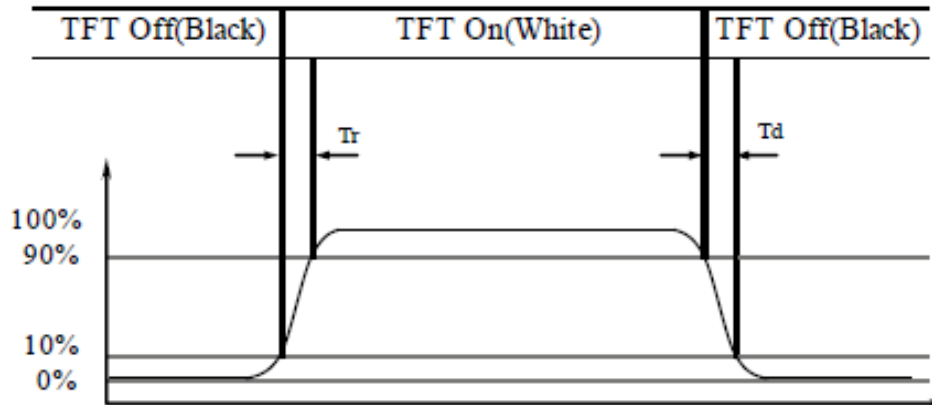 TFT Off(Black) TFT On(White) TFT Off(Black)
Tr Td
100%
90%
10%
0%